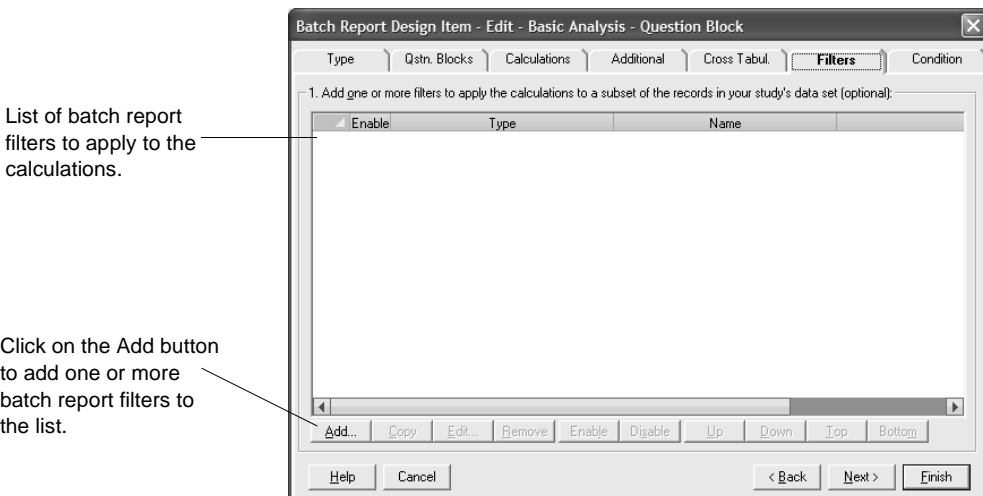 Batch Report Design Item - Edit - Basic Analysis - Question Block
Type Qstn. Blocks Calculations Additional Cross Tabul. Filters Condition
1. Add one or more filters to apply the calculations to a subset of the records in your study's data set (optional):
Enable Type Name
List of batch report
filters to apply to the
calculations.
Click on the Add button
to add one or more
batch report filters to
the list.
Add... Copy Edit... Remove Enable Disable Up Down Top Bottom
Help Cancel < Back Next > Finish